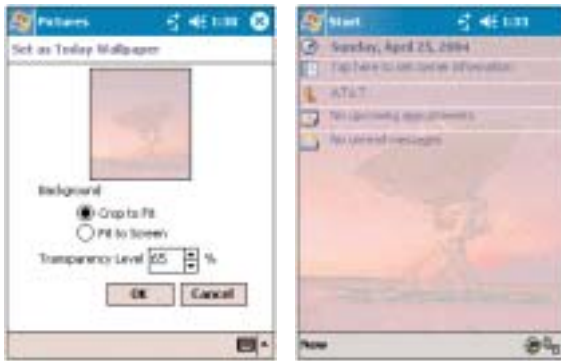 Pictures 1:30
Set as Today Wallpaper
Background
Crop to Fit
Fit to Screen
Transparency Level 65 %
OK Cancel
Start 1:33
Sunday, April 25, 2004
Tap here to set owner information
AT&T
No upcoming appointments
No unread messages
New